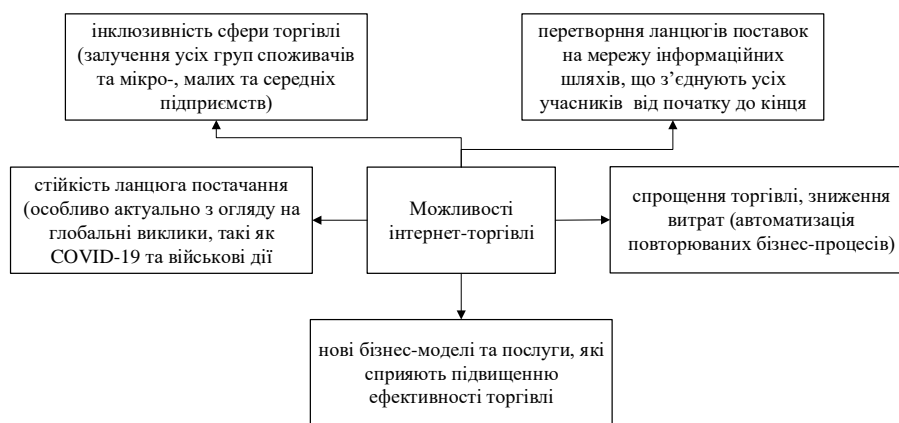 інклюзивність сфери торгівлі
(залучення усіх груп споживачів
та мікро-, малих та середніх
підприємств)
перетворння ланцюгів поставок
на мережу інформаційних
шляхів, що з’єднують усіх
учасників від початку до кінця
стійкість ланцюга постачання
(особливо актуально з огляду на
глобальні виклики, такі як
COVID-19 та військові дії
Можливості
інтернет-торгівлі
спрощення торгівлі, зниження
витрат (автоматизація
повторюваних бізнес-процесів)
нові бізнес-моделі та послуги, які
сприяють підвищенню
ефективності торгівлі